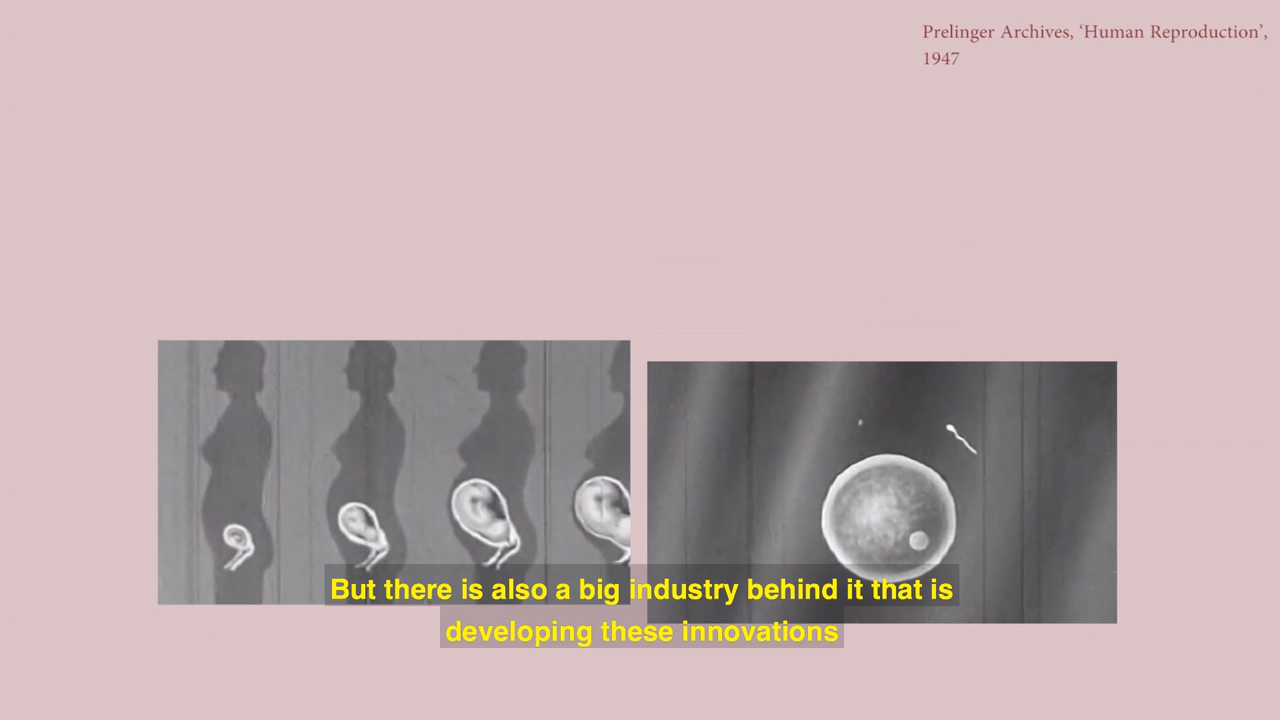 Prelinger Archives, ‘Human Reproduction’,
1947
But there is also a big industry behind it that is
developing these innovations